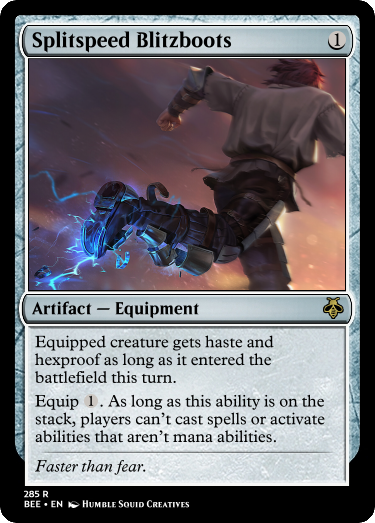 Splitspeed Blitzboots 1
Artifact — Equipment
Equipped creature gets haste and
hexproof as long as it entered the
battlefield this turn.
Equip 1. As long as this ability is on the
stack, players can't cast spells or activate
abilities that aren't mana abilities.
Faster than fear.
285 R
BEE • EN Humble Squid Creatives